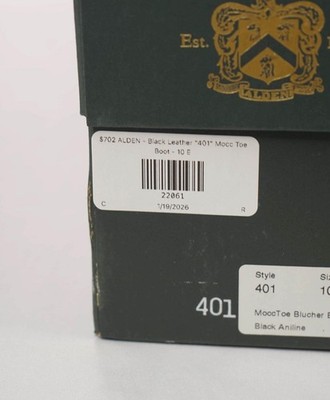 Est.
ALDEN
$702 ALDEN - Black Leather "401" Mocc Toe
Boot - 10 E
22061
C 1/19/2026 R
Style
401
10
401
MoccToe Blucher
Black Aniline